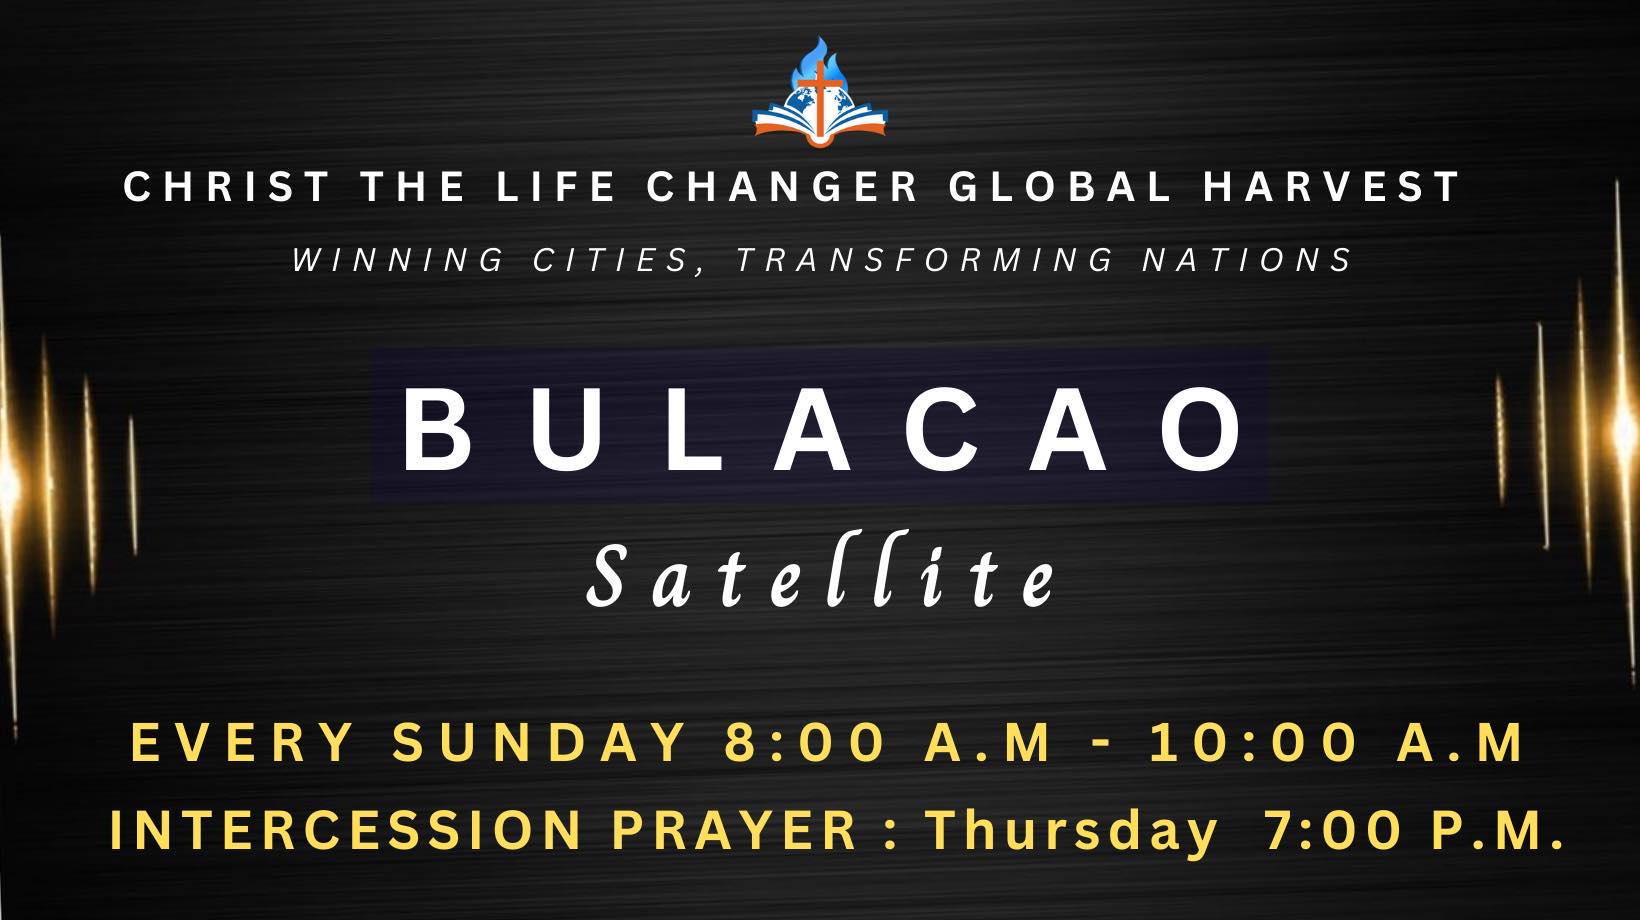 CHRIST THE LIFE CHANGER GLOBAL HARVEST
WINNING CITIES, TRANSFORMING NATIONS
BULACAO
Satellite
EVERY SUNDAY 8:00 A.M - 10:00 A.M
INTERCESSION PRAYER : Thursday 7:00 P.M.